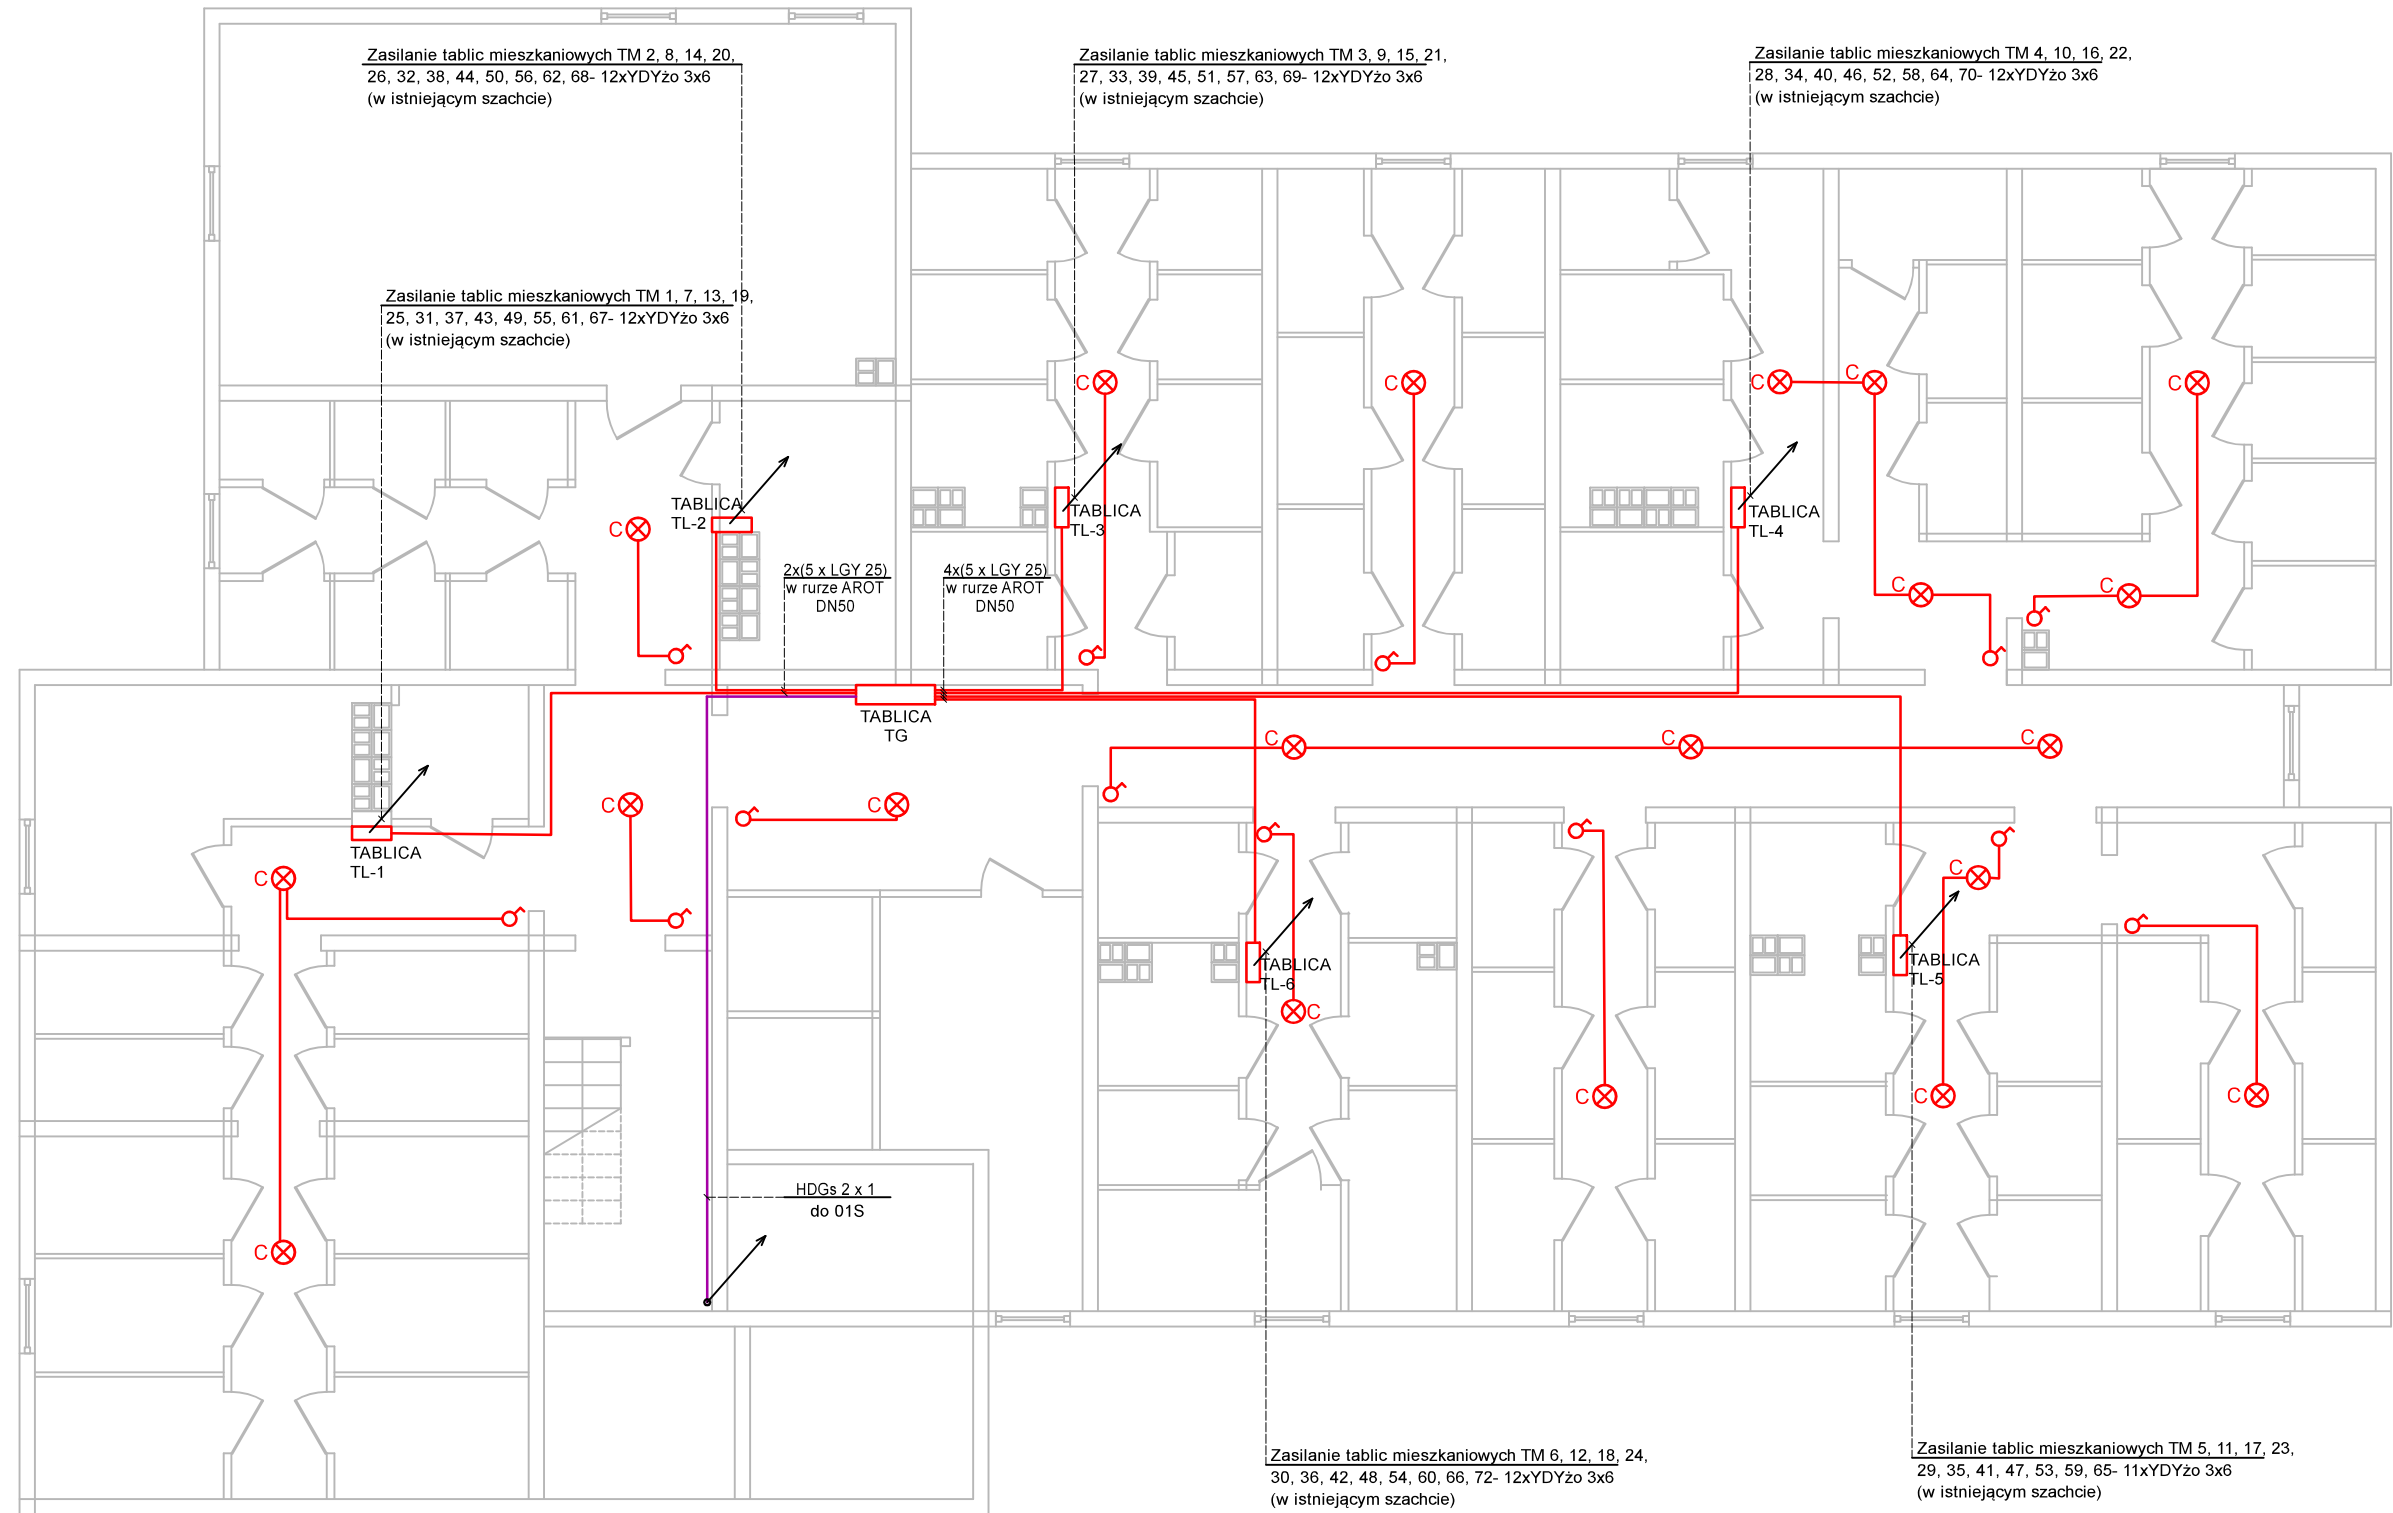 Zasilanie tablic mieszkaniowych TM 2, 8, 14, 20,
26, 32, 38, 44, 50, 56, 62, 68- 12xYDYżo 3x6
(w istniejącym szachcie)
Zasilanie tablic mieszkaniowych TM 3, 9, 15, 21,
27, 33, 39, 45, 51, 57, 63, 69- 12xYDYżo 3x6
(w istniejącym szachcie)
Zasilanie tablic mieszkaniowych TM 4, 10, 16, 22,
28, 34, 40, 46, 52, 58, 64, 70- 12xYDYżo 3x6
(w istniejącym szachcie)
Zasilanie tablic mieszkaniowych TM 1, 7, 13, 19,
25, 31, 37, 43, 49, 55, 61, 67- 12xYDYżo 3x6
(w istniejącym szachcie)
C
C
C
C
C
TABLICA
TL-2
TABLICA
TL-3
TABLICA
TL-4
C
2x(5 x LGY 25)
w rurze AROT
DN50
4x(5 x LGY 25)
w rurze AROT
DN50
C
C
TABLICA
TG
C
C
C
C
C
TABLICA
TL-1
C
C
TABLICA
TL-6
TABLICA
TL-5
C
C
C
C
HDGs 2 x 1
do 01S
C
Zasilanie tablic mieszkaniowych TM 6, 12, 18, 24,
30, 36, 42, 48, 54, 60, 66, 72- 12xYDYżo 3x6
(w istniejącym szachcie)
Zasilanie tablic mieszkaniowych TM 5, 11, 17, 23,
29, 35, 41, 47, 53, 59, 65- 11xYDYżo 3x6
(w istniejącym szachcie)